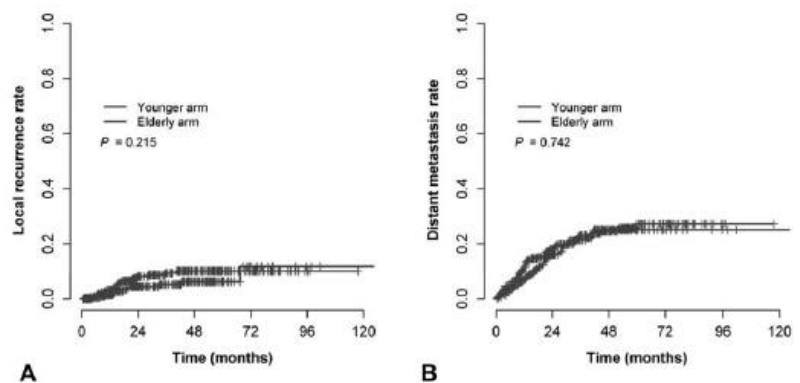 Local recurrence rate
1.0
0.8
0.6
0.4
0.2
0.0
Younger arm
Elderly arm
P = 0.215
0 24 48 72 96 120
Time (months)
A
Distant metastasis rate
1.0
0.8
0.6
0.4
0.2
0.0
Younger arm
Elderly arm
P = 0.742
0 24 48 72 96 120
Time (months)
B